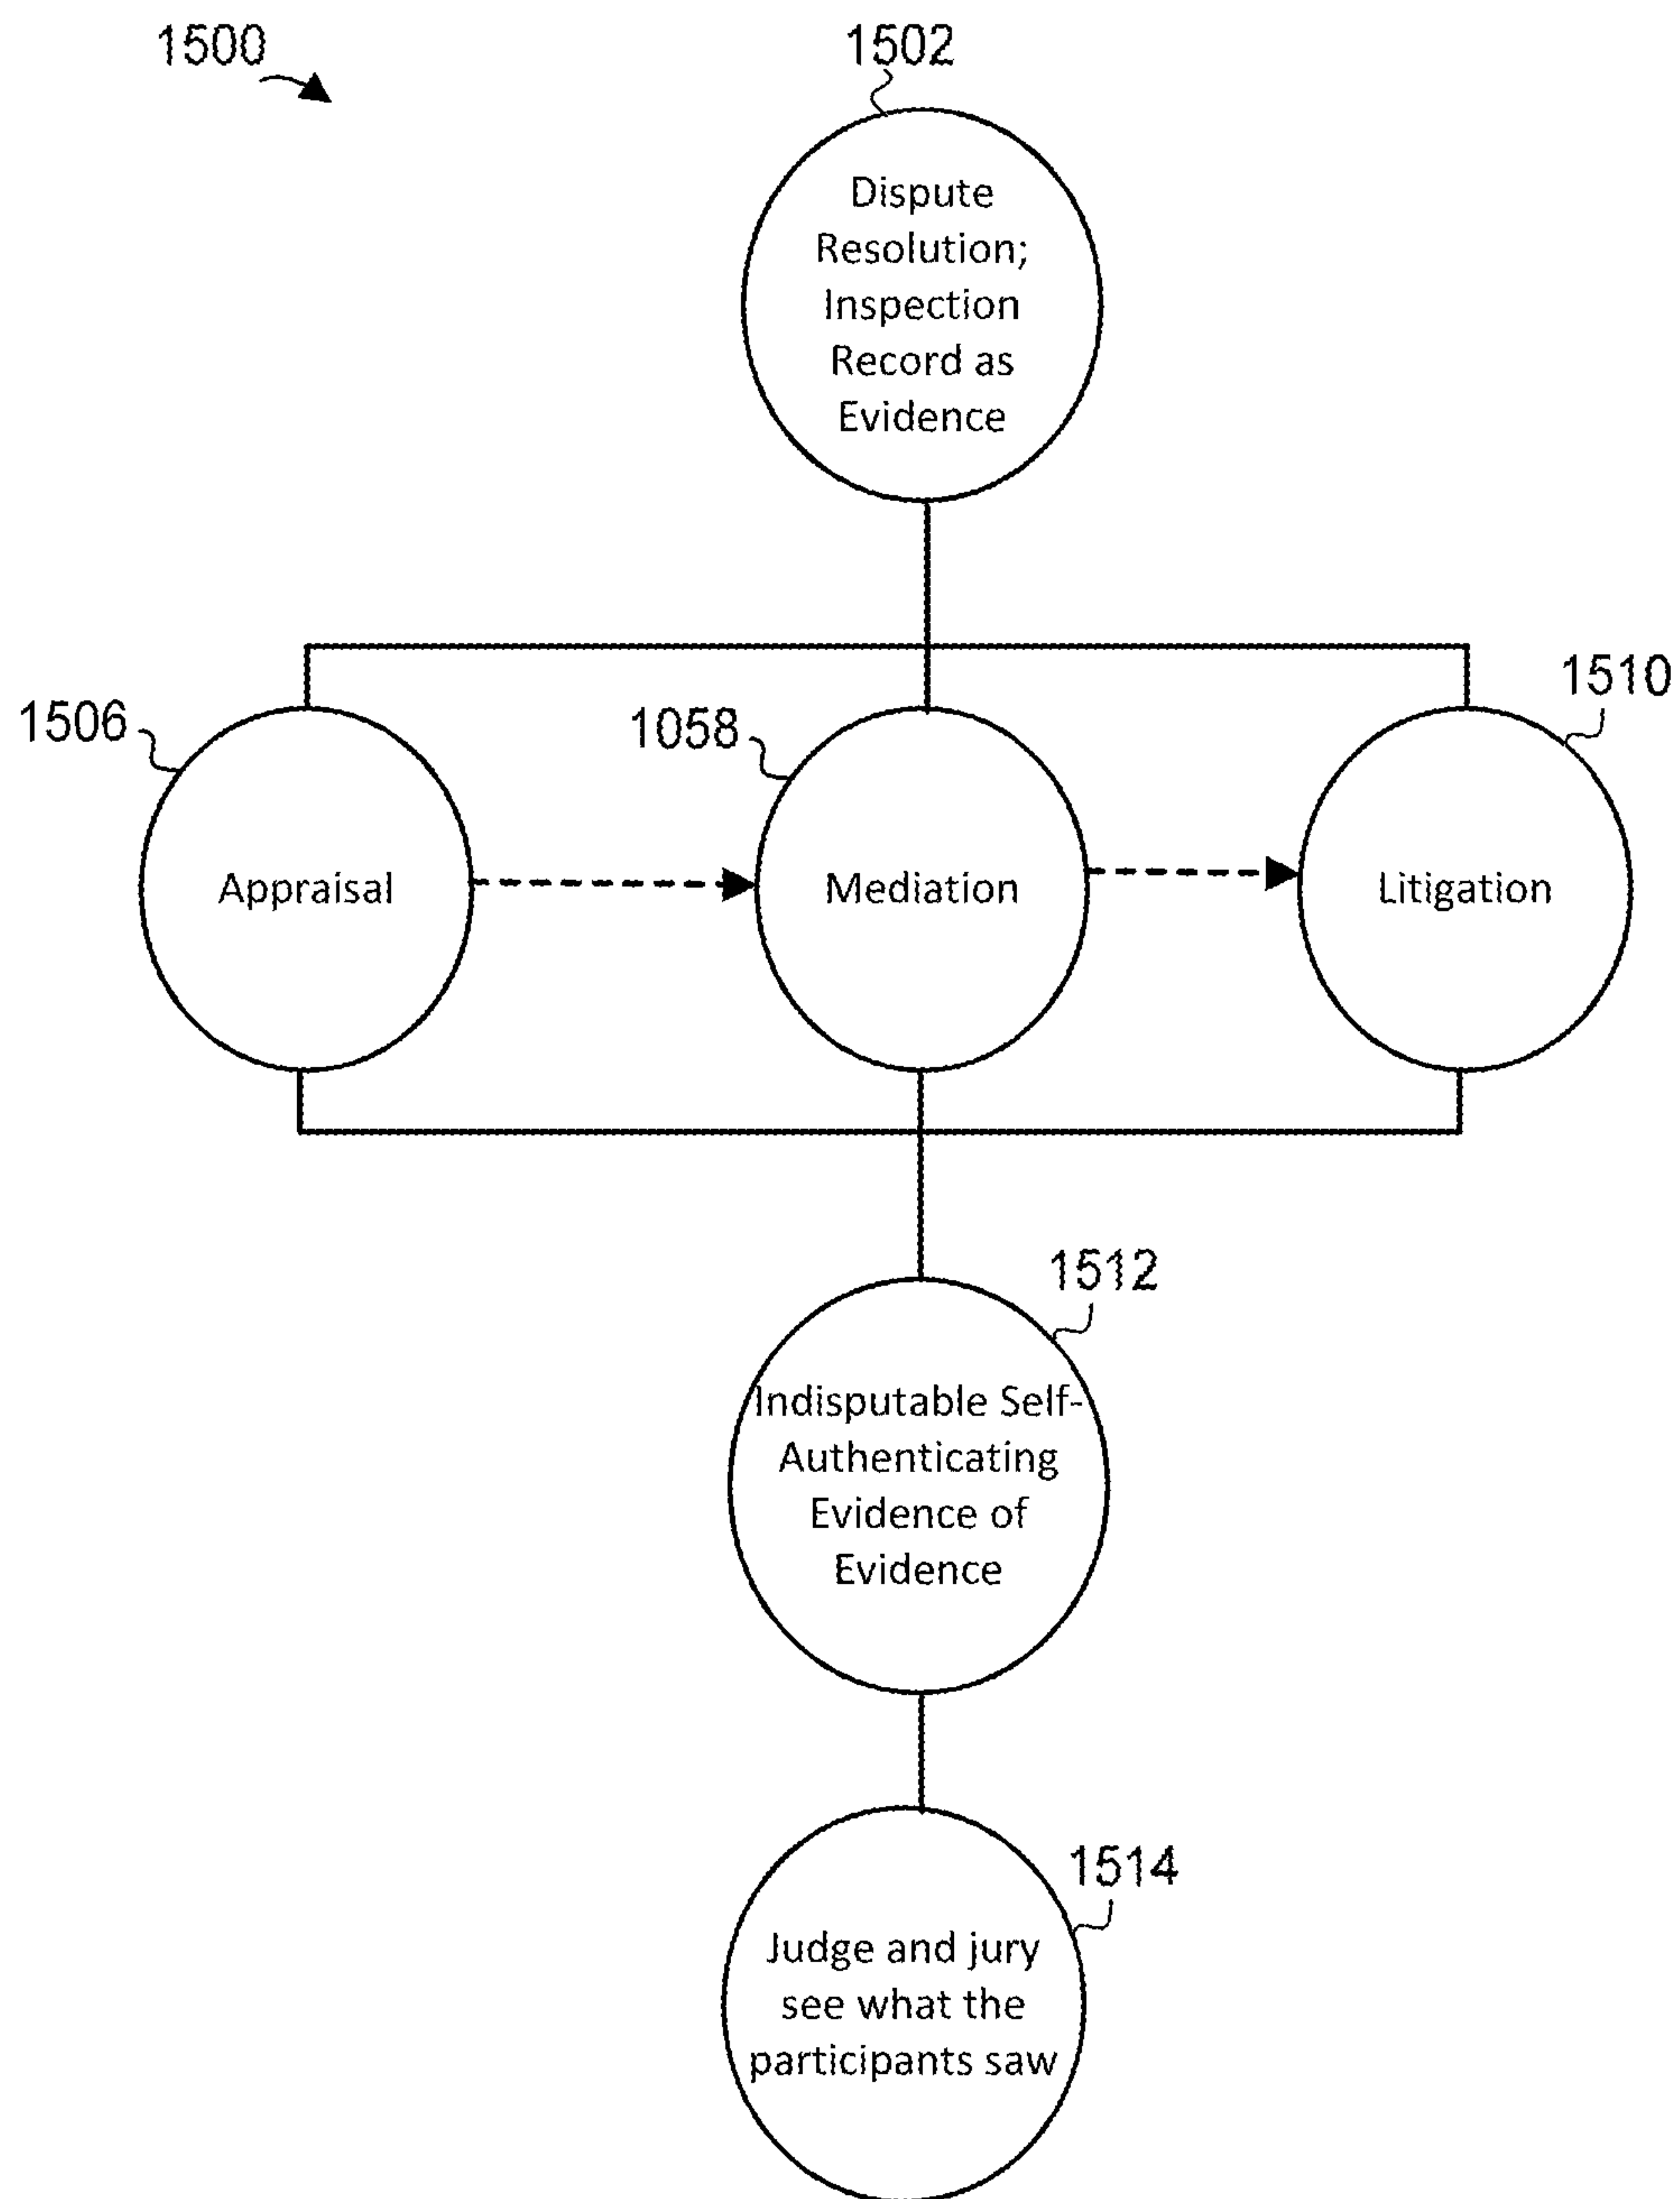 1500
1502
Dispute
Resolution;
Inspection
Record as
Evidence
1506
1058
1510
Appraisal
Mediation
Litigation
1512
Indisputable Self-
Authenticating
Evidence of
Evidence
1514
Judge and jury
see what the
participants saw